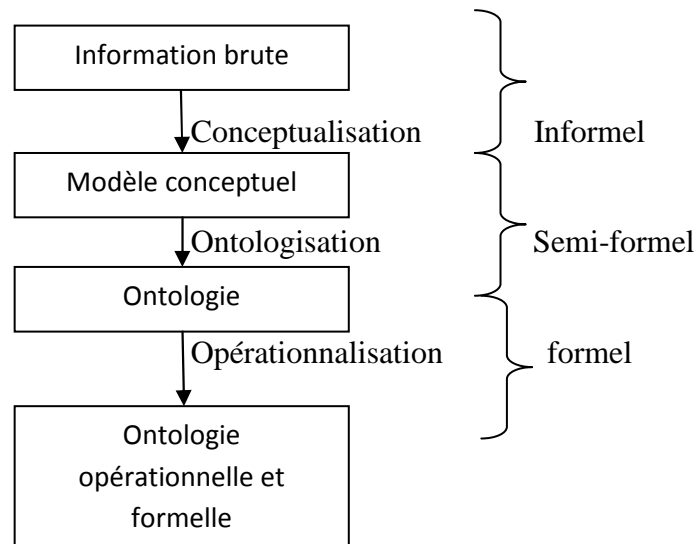 Information brute
Conceptualisation
Informel
Modèle conceptuel
Ontologisation
Semi-formel
Ontologie
Opérationnalisation
formel
Ontologie
opérationnelle et
formelle